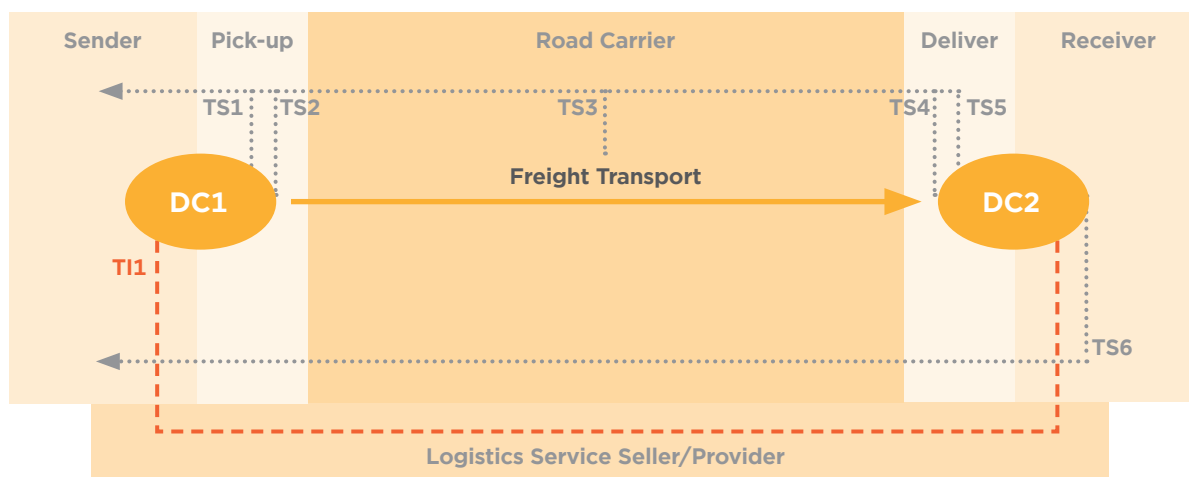 Sender
Pick-up
Road Carrier
Deliver
Receiver
TS1
TS2
TS3
TS4
TS5
Freight Transport
DC1
DC2
TI1
TS6
Logistics Service Seller/Provider